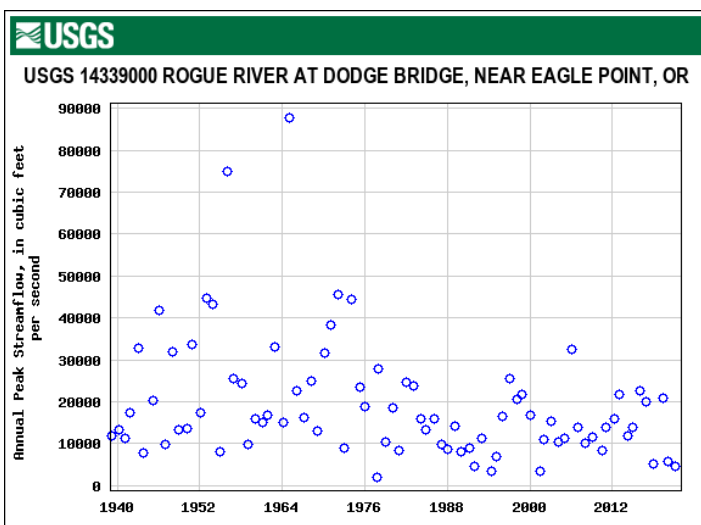 USGS
USGS 14339000 ROGUE RIVER AT DODGE BRIDGE, NEAR EAGLE POINT, OR
Annual Peak Streamflow, in cubic feet
per second
90000
80000
70000
60000
50000
40000
30000
20000
10000
0
1940 1952 1964 1976 1988 2000 2012